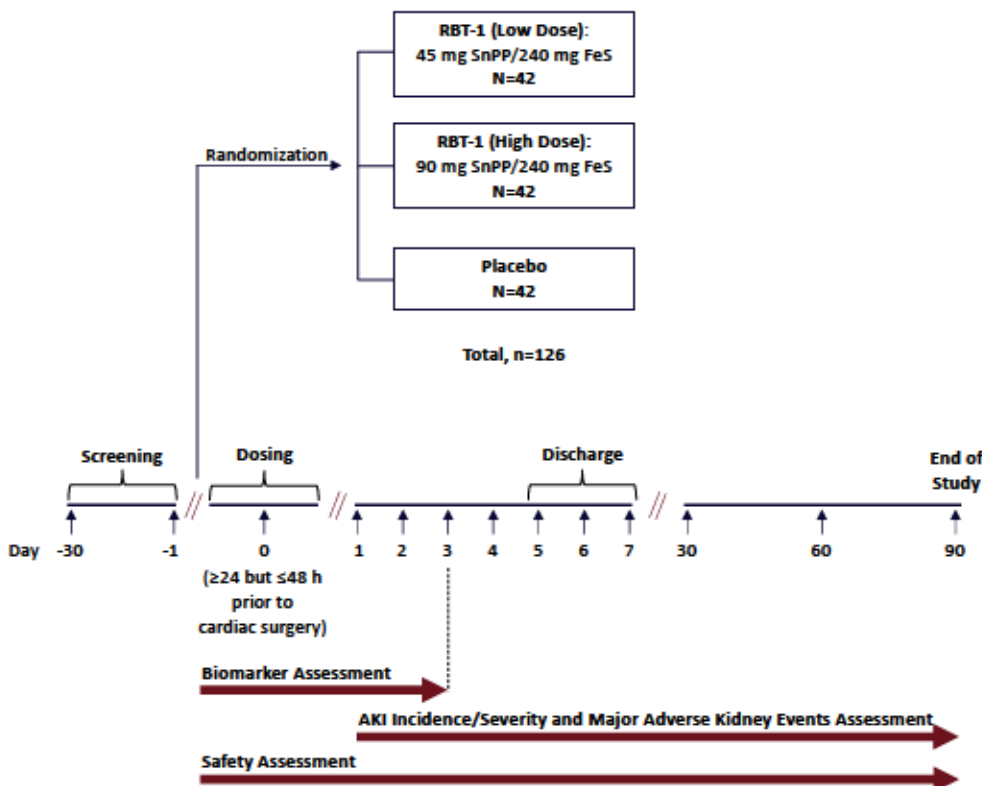 RBT-1 (Low Dose):
45 mg SnPP/240 mg FeS
N=42
Randomization
RBT-1 (High Dose):
90 mg SnPP/240 mg FeS
N=42
Placebo
N=42
Total, n=126
Screening
Dosing
Discharge
End of
Study
Day -30 -1 0 1 2 3 4 5 6 7 30 60 90
(≥24 but ≤48 h
prior to
cardiac surgery)
Biomarker Assessment
AKI Incidence/Severity and Major Adverse Kidney Events Assessment
Safety Assessment